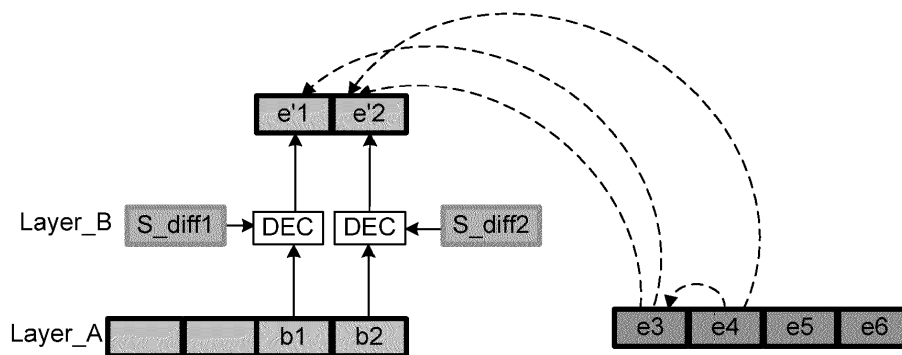 e'1 e'2
Layer_B S_diff1 DEC DEC S_diff2
Layer_A b1 b2 e3 e4 e5 e6